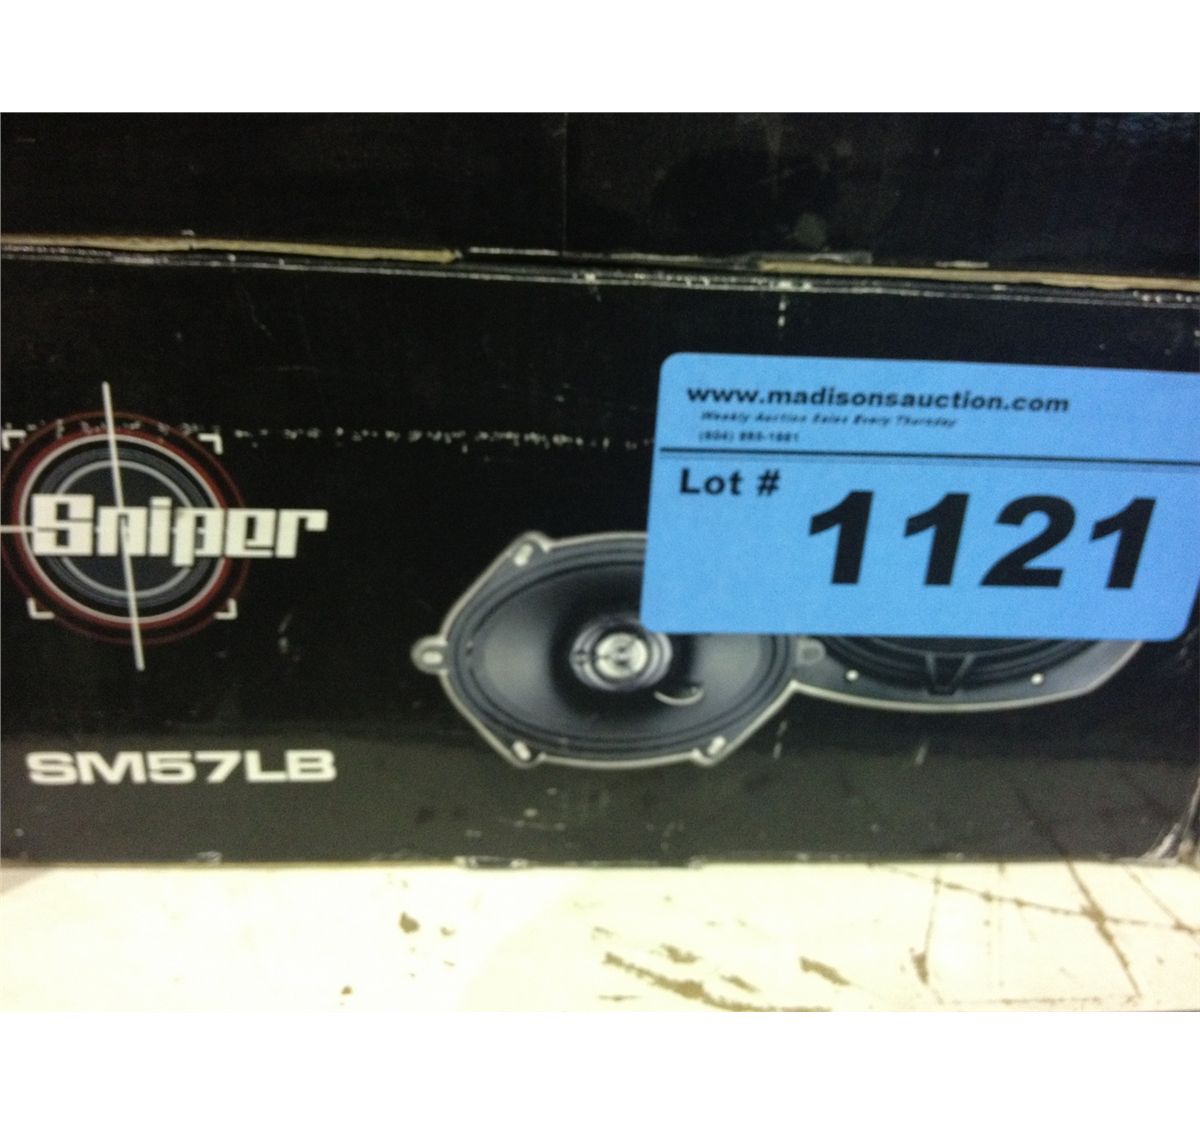 www.madisonsauction.com
Weekly Auction Sales Every Thursday
Lot #
1121
Sniper
SM57LB